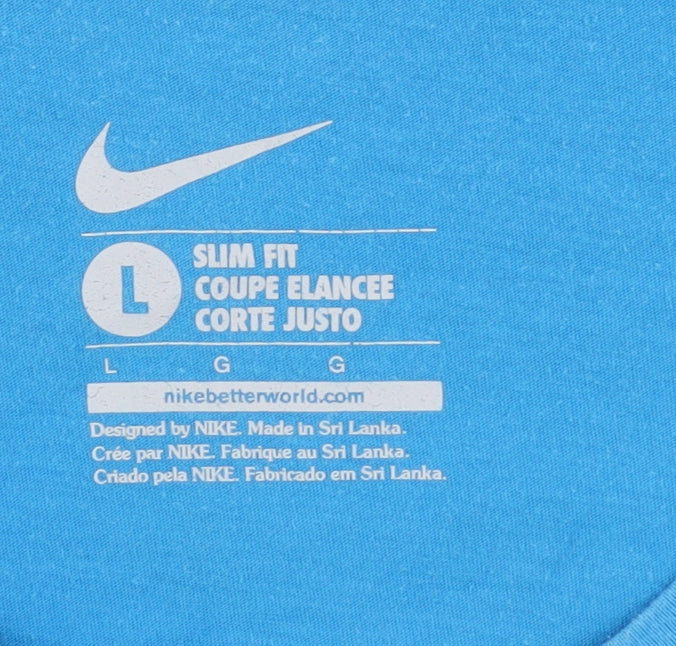 L
SLIM FIT
COUPE ELANCEE
CORTE JUSTO
L G G
nikebetterworld.com
Designed by NIKE. Made in Sri Lanka.
Crée par NIKE. Fabrique au Sri Lanka.
Criado pela NIKE. Fabricado em Sri Lanka.